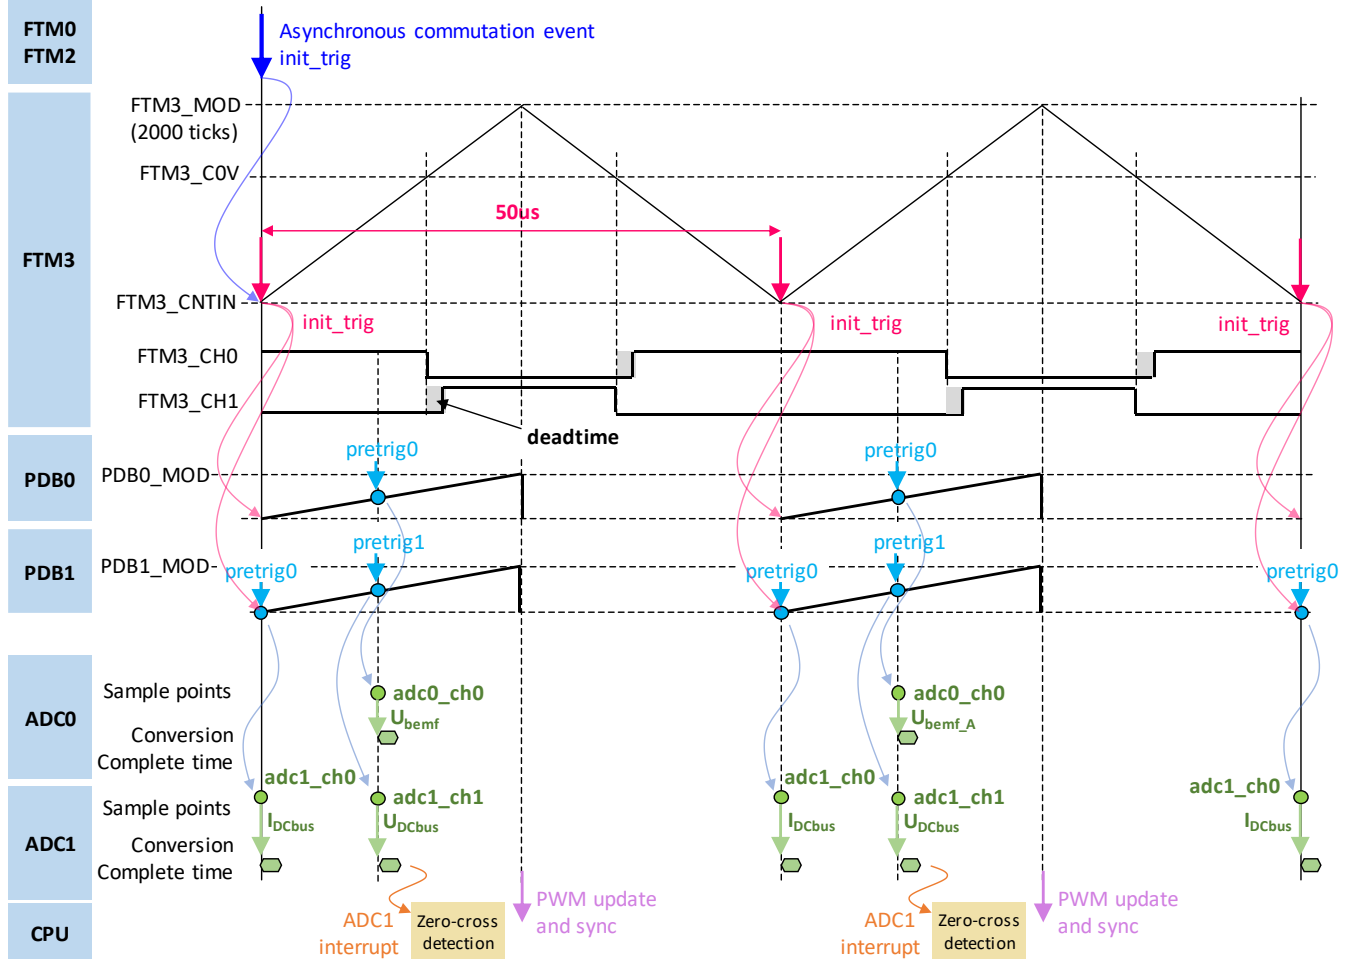 FTM0
FTM2
Asynchronous commutation event
init_trig
FTM3
FTM3_MOD
(2000 ticks)
FTM3_C0V
50us
FTM3_CNTIN
init_trig
init_trig
init_trig
FTM3_CH0
FTM3_CH1
deadtime
PDB0
PDB0_MOD
pretrig0
pretrig0
PDB1
PDB1_MOD
pretrig0
pretrig1
pretrig0
pretrig1
pretrig0
ADC0
Sample points
adc0_ch0
adc0_ch0
Ubemf
Ubemf_A
Conversion
Complete time
ADC1
adc1_ch0
adc1_ch0
adc1_ch0
Sample points
adc1_ch1
adc1_ch1
IDCbus
UDCbus
IDCbus
UDCbus
IDCbus
Conversion
Complete time
CPU
ADC1
interrupt
Zero-cross
detection
PWM update
and sync
ADC1
interrupt
Zero-cross
detection
PWM update
and sync